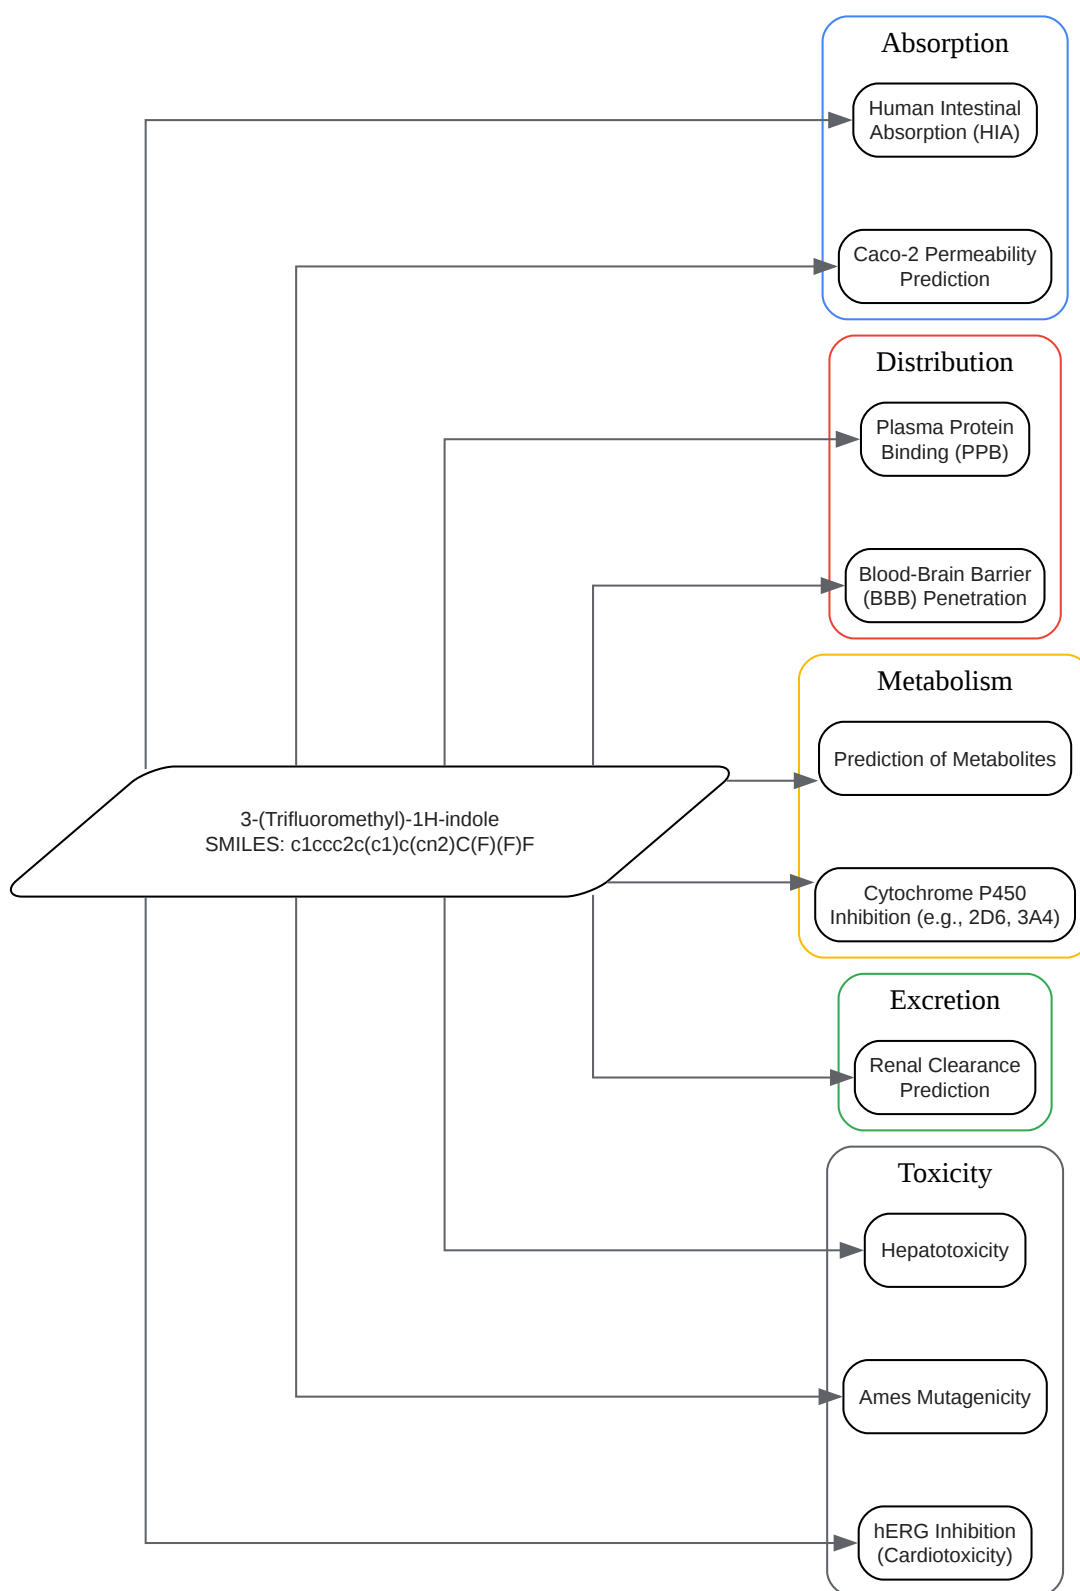 Absorption
Human Intestinal
Absorption (HIA)
Caco-2 Permeability
Prediction
Distribution
Plasma Protein
Binding (PPB)
Blood-Brain Barrier
(BBB) Penetration
Metabolism
Prediction of Metabolites
3-(Trifluoromethyl)-1H-indole
SMILES: c1ccc2c(c1)c(cn2)C(F)(F)F
Cytochrome P450
Inhibition (e.g., 2D6, 3A4)
Excretion
Renal Clearance
Prediction
Toxicity
Hepatotoxicity
Ames Mutagenicity
hERG Inhibition
(Cardiotoxicity)